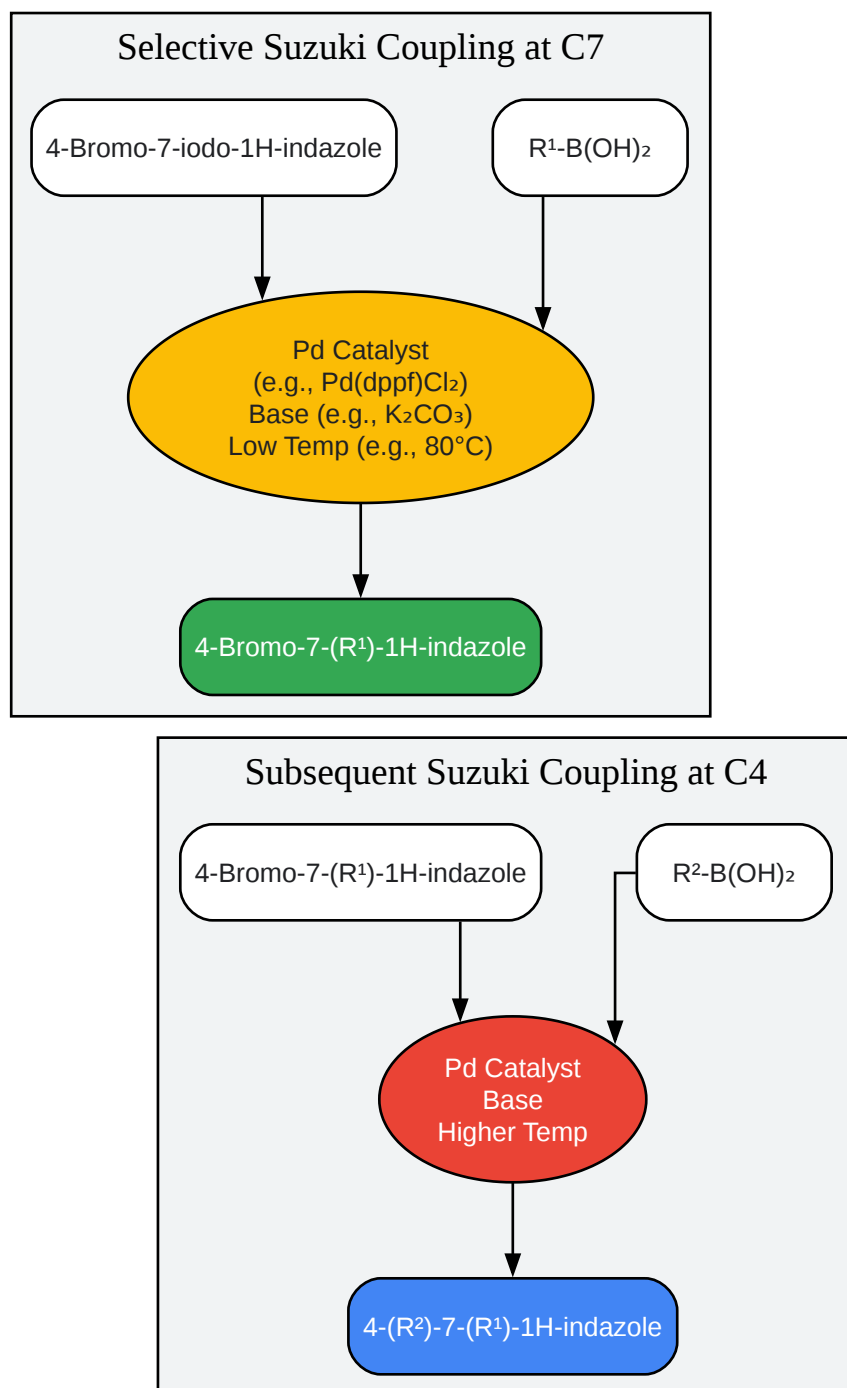 Selective Suzuki Coupling at C7
4-Bromo-7-iodo-1H-indazole
R¹-B(OH)₂
Pd Catalyst
(e.g., Pd(dppf)Cl₂)
Base (e.g., K₂CO₃)
Low Temp (e.g., 80°C)
4-Bromo-7-(R¹)-1H-indazole
Subsequent Suzuki Coupling at C4
4-Bromo-7-(R¹)-1H-indazole
R²-B(OH)₂
Pd Catalyst
Base
Higher Temp
4-(R²)-7-(R¹)-1H-indazole